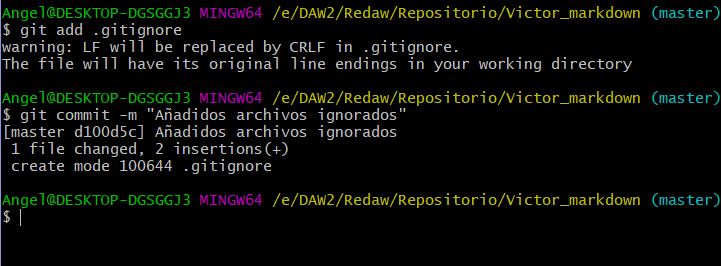 Angel@DESKTOP-DGSGGJ3 MINGW64 /e/DAW2/Redaw/Repositorio/Victor_markdown (master)
$ git add .gitignore
warning: LF will be replaced by CRLF in .gitignore.
The file will have its original line endings in your working directory
Angel@DESKTOP-DGSGGJ3 MINGW64 /e/DAW2/Redaw/Repositorio/Victor_markdown (master)
$ git commit -m "Añadidos archivos ignorados"
[master d100d5c] Añadidos archivos ignorados
 1 file changed, 2 insertions(+)
 create mode 100644 .gitignore
Angel@DESKTOP-DGSGGJ3 MINGW64 /e/DAW2/Redaw/Repositorio/Victor_markdown (master)
$